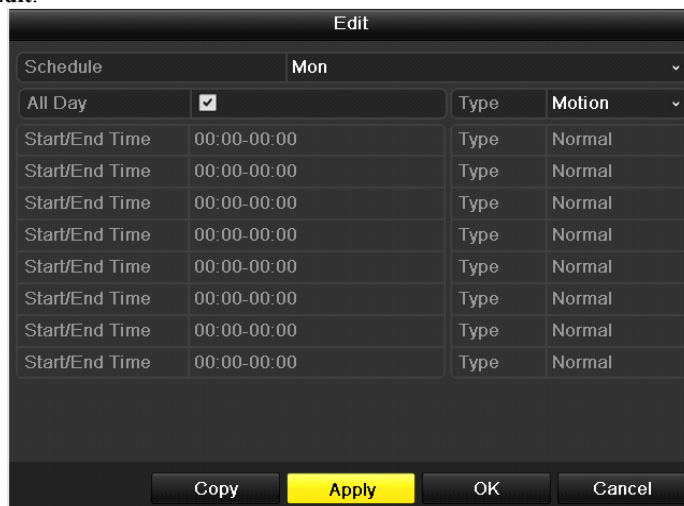 Edit
Schedule Mon
All Day Type Motion
Start/End Time 00:00-00:00 Type Normal
Start/End Time 00:00-00:00 Type Normal
Start/End Time 00:00-00:00 Type Normal
Start/End Time 00:00-00:00 Type Normal
Start/End Time 00:00-00:00 Type Normal
Start/End Time 00:00-00:00 Type Normal
Start/End Time 00:00-00:00 Type Normal
Start/End Time 00:00-00:00 Type Normal
Copy Apply OK Cancel